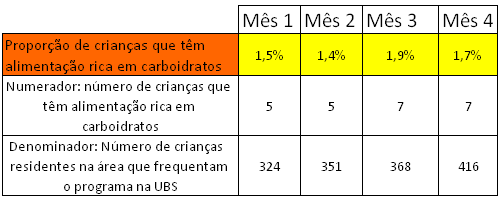 Mês 1 Mês 2 Mês 3 Mês 4
Proporção de crianças que têm
alimentação rica em carboidratos
1,5% 1,4% 1,9% 1,7%
Numerador: número de crianças que
têm alimentação rica em
carboidratos
5 5 7 7
Denominador: Número de crianças
residentes na área que frequentam
o programa na UBS
324 351 368 416